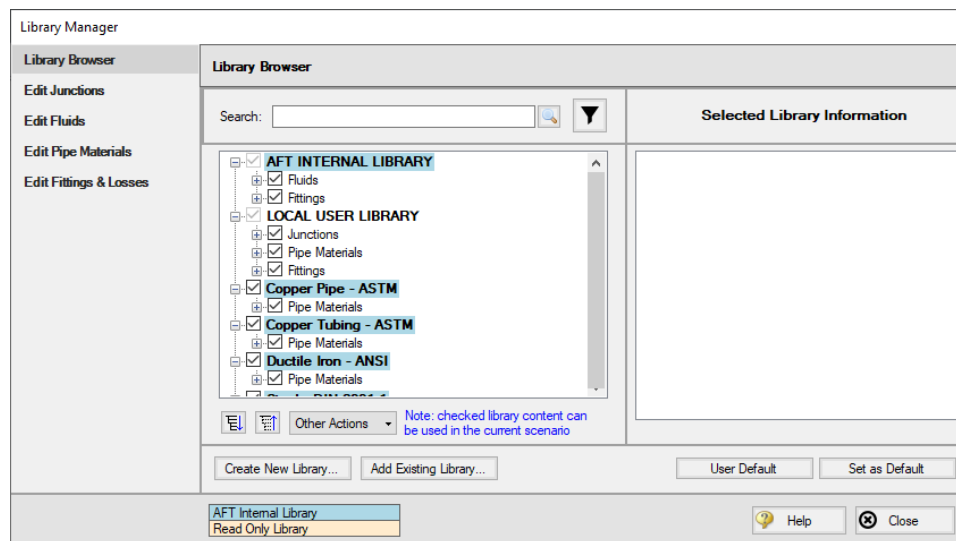 Library Manager
Library Browser
Edit Junctions
Edit Fluids
Edit Pipe Materials
Edit Fittings & Losses
Library Browser
Search:
Selected Library Information
AFT INTERNAL LIBRARY
Fluids
Fittings
LOCAL USER LIBRARY
Junctions
Pipe Materials
Fittings
Copper Pipe - ASTM
Pipe Materials
Copper Tubing - ASTM
Pipe Materials
Ductile Iron - ANSI
Pipe Materials
Other Actions
Note: checked library content can
be used in the current scenario
Create New Library...
Add Existing Library...
User Default
Set as Default
AFT Internal Library
Read Only Library
Help
Close